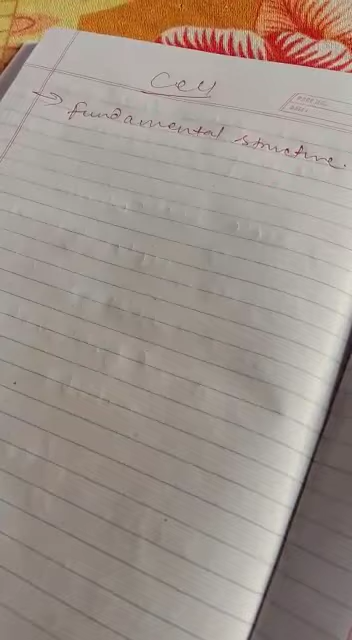 Cell
→ fundamental structure.